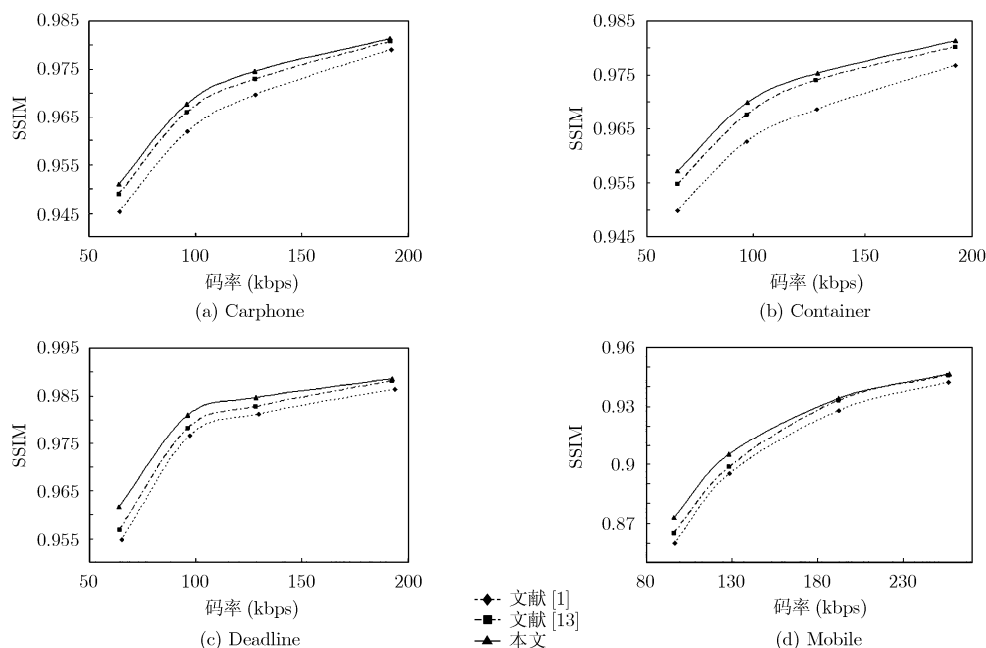 0.985
0.975
0.965
0.955
0.945
SSIM
50 100 150 200
码率 (kbps)
(a) Carphone
0.985
0.975
0.965
0.955
0.945
SSIM
50 100 150 200
码率 (kbps)
(b) Container
0.995
0.985
0.975
0.965
0.955
SSIM
50 100 150 200
码率 (kbps)
(c) Deadline
文献 [1]
文献 [13]
本文
0.96
0.93
0.9
0.87
SSIM
80 130 180 230
码率 (kbps)
(d) Mobile